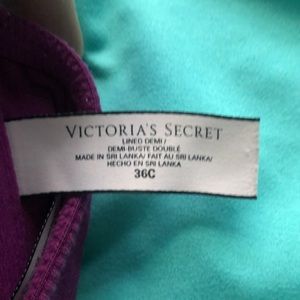 VICTORIA'S SECRET
LINED DEMI /
DEMI-BUSTE DOUBLÉ
MADE IN SRI LANKA/ FAIT AU SRI LANKA/
HECHO EN SRI LANKA
36C